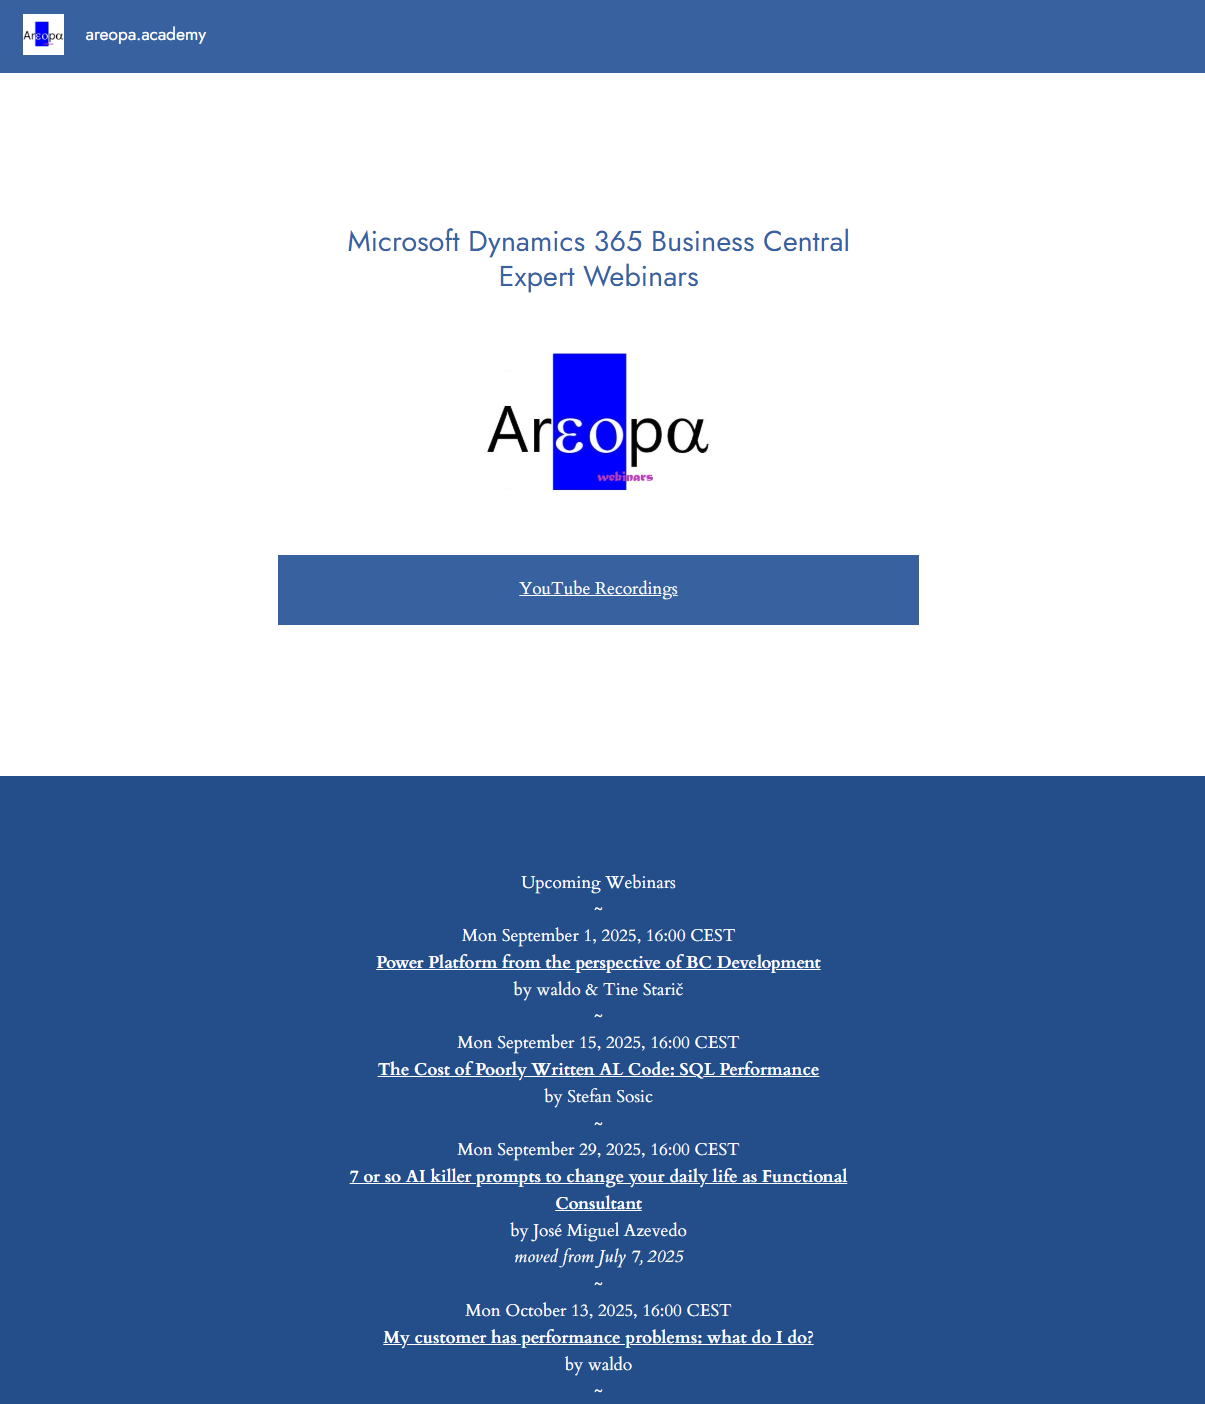 Arεopα
areopa.academy
Microsoft Dynamics 365 Business Central
Expert Webinars
Arεopα
webinars
YouTube Recordings
Upcoming Webinars
~
Mon September 1, 2025, 16:00 CEST
Power Platform from the perspective of BC Development
by waldo & Tine Starič
~
Mon September 15, 2025, 16:00 CEST
The Cost of Poorly Written AL Code: SQL Performance
by Stefan Sosic
~
Mon September 29, 2025, 16:00 CEST
7 or so AI killer prompts to change your daily life as Functional
Consultant
by José Miguel Azevedo
moved from July 7, 2025
~
Mon October 13, 2025, 16:00 CEST
My customer has performance problems: what do I do?
by waldo
~